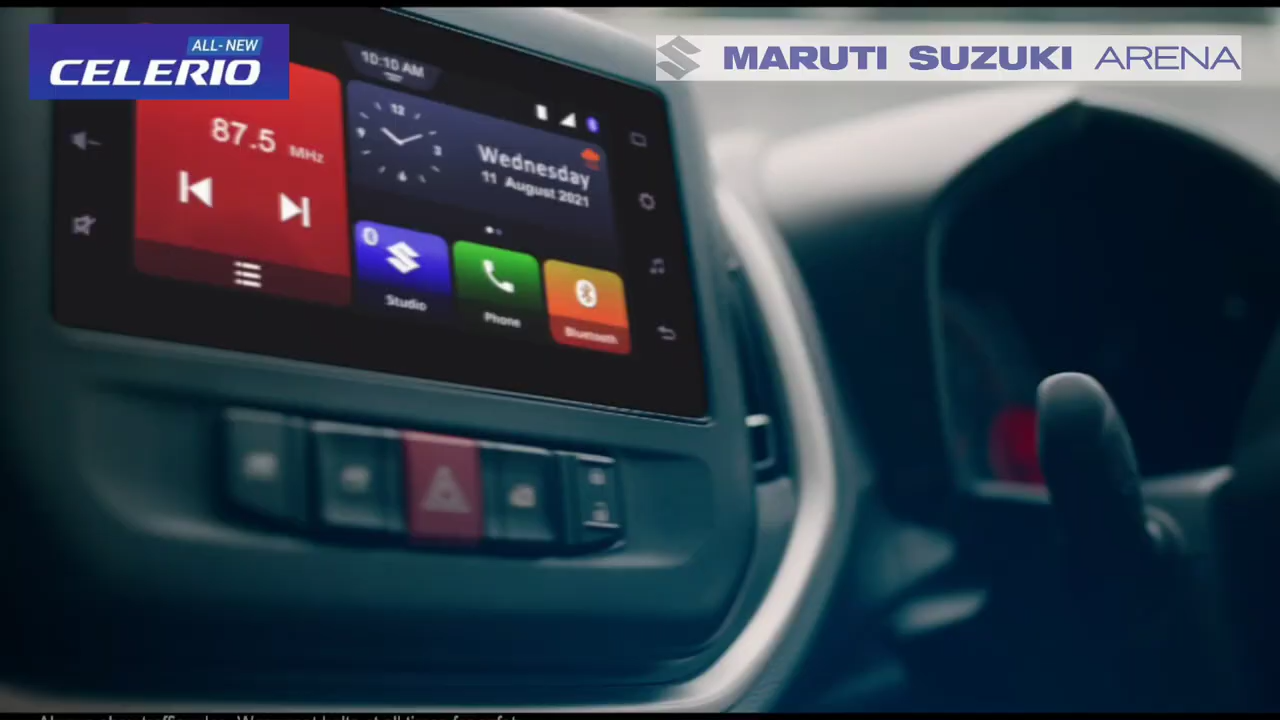 ALL-NEW
CELERIO
MARUTI SUZUKI ARENA
10:10 AM
87.5 MHz
12
9
3
6
Wednesday
11 August 2021
Studio
Phone
Bluetooth